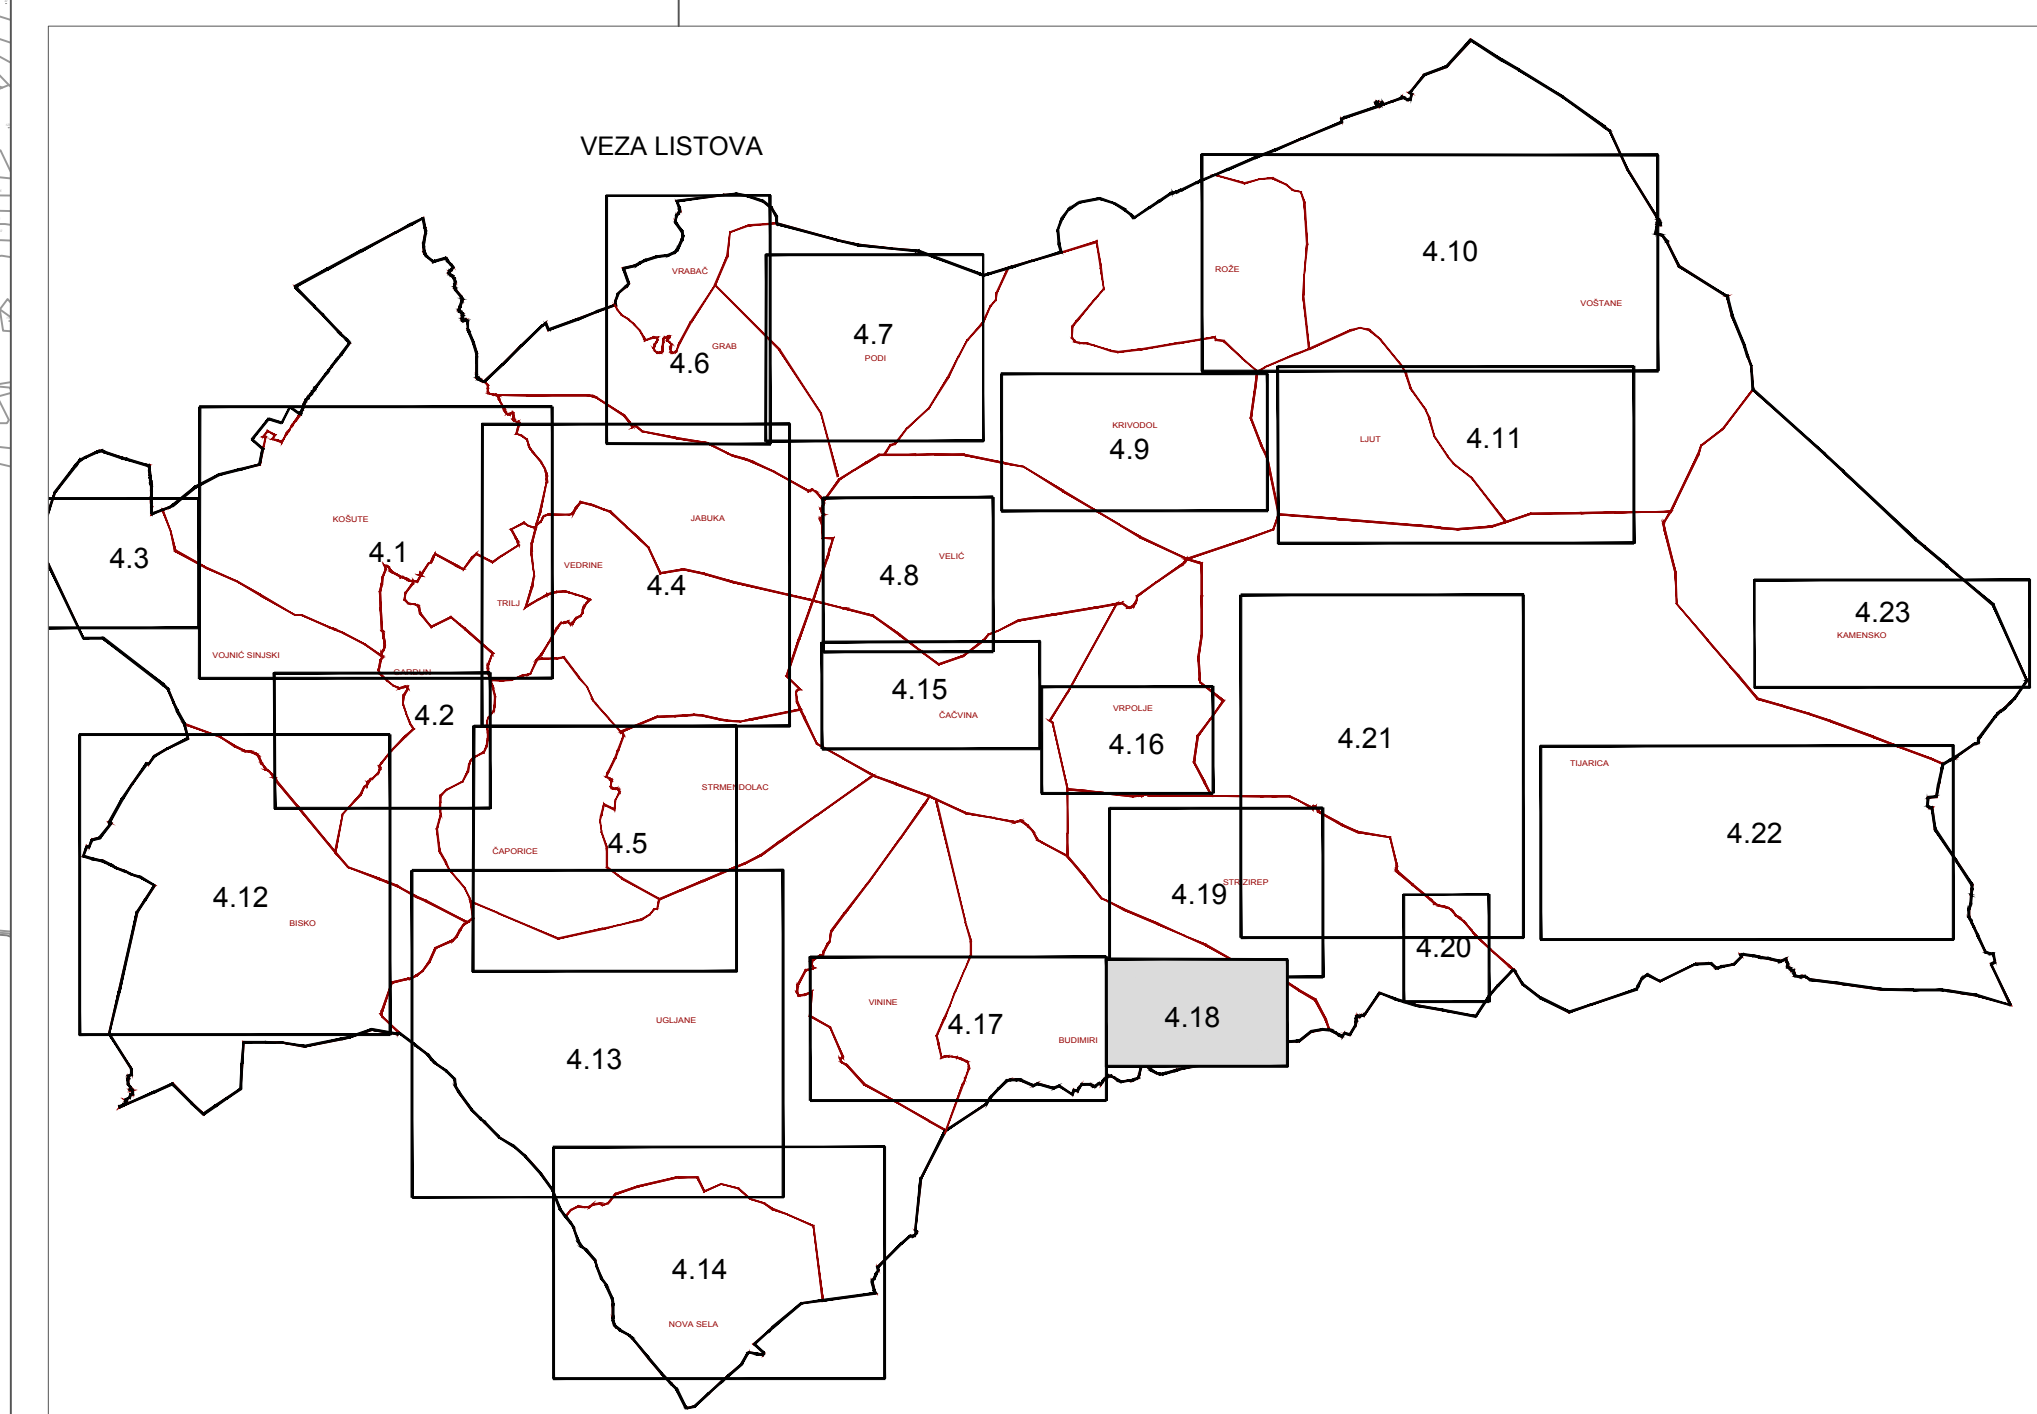 VEZA LISTOVA
4.10
VRABAČ
ROŽE
VOŠTANE
4.7
GRAB
PODI
4.6
KRIVODOL
LJUT
4.11
4.9
KOŠUTE
JABUKA
4.1
4.3
VEDRINE
VELIĆ
4.8
4.4
TRILJ
4.23
KAMENSKO
VOJNIĆ SINJSKI
GARDUN
4.15
4.2
ČAČVINA
VRPOLJE
4.16
4.21
TIJARICA
STRMENDOLAC
4.22
4.5
ČAPORICE
STRIZIREP
4.19
4.12
BISKO
4.20
VININE
4.18
UGLJANE
4.17
BUDIMIRI
4.13
4.14
NOVA SELA